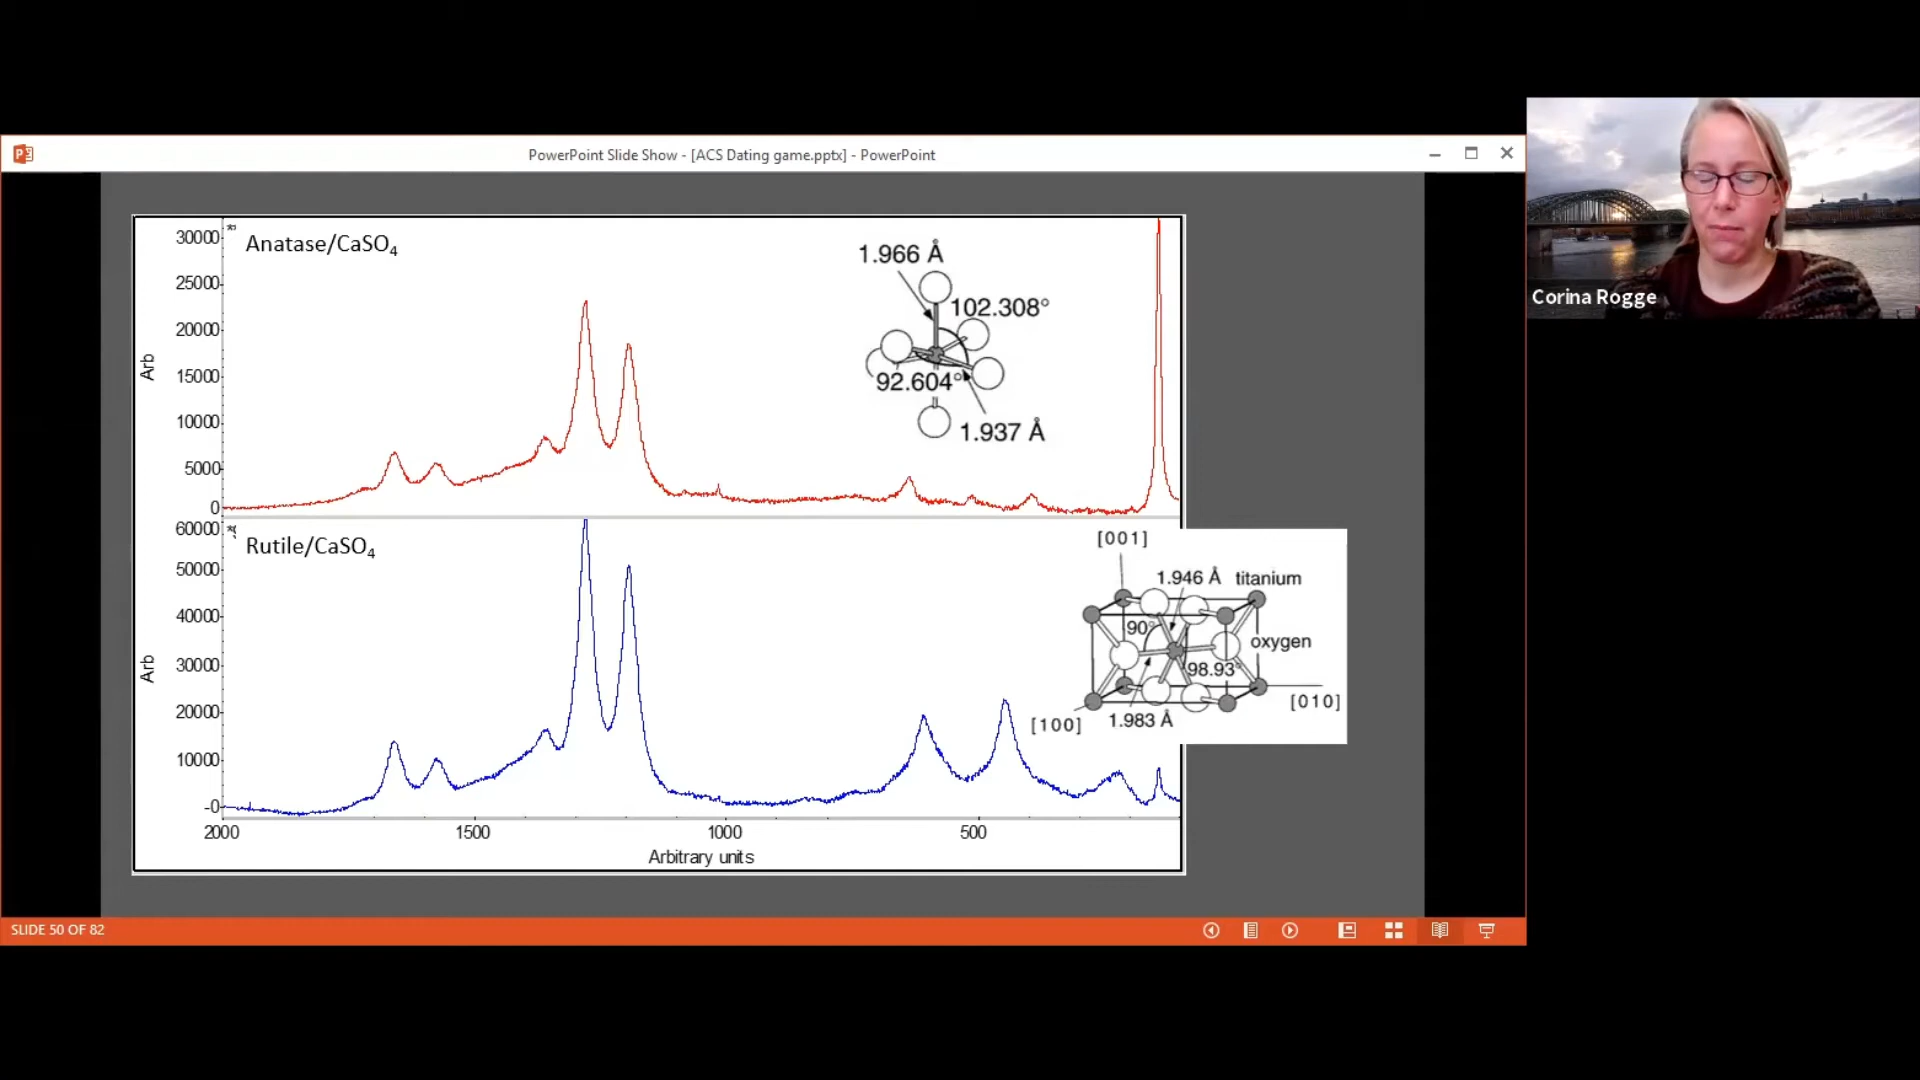 PowerPoint Slide Show - [ACS Dating game.pptx] - PowerPoint
Corina Rogge
Anatase/CaSO4
Arb
30000
25000
20000
15000
10000
5000
0
1.966 Å
102.308°
92.604°
1.937 Å
Rutile/CaSO4
Arb
60000
50000
40000
30000
20000
10000
-0
2000
1500
1000
500
Arbitrary units
[001]
1.946 Å
titanium
90°
oxygen
98.93°
[010]
[100]
1.983 Å
SLIDE 50 OF 82